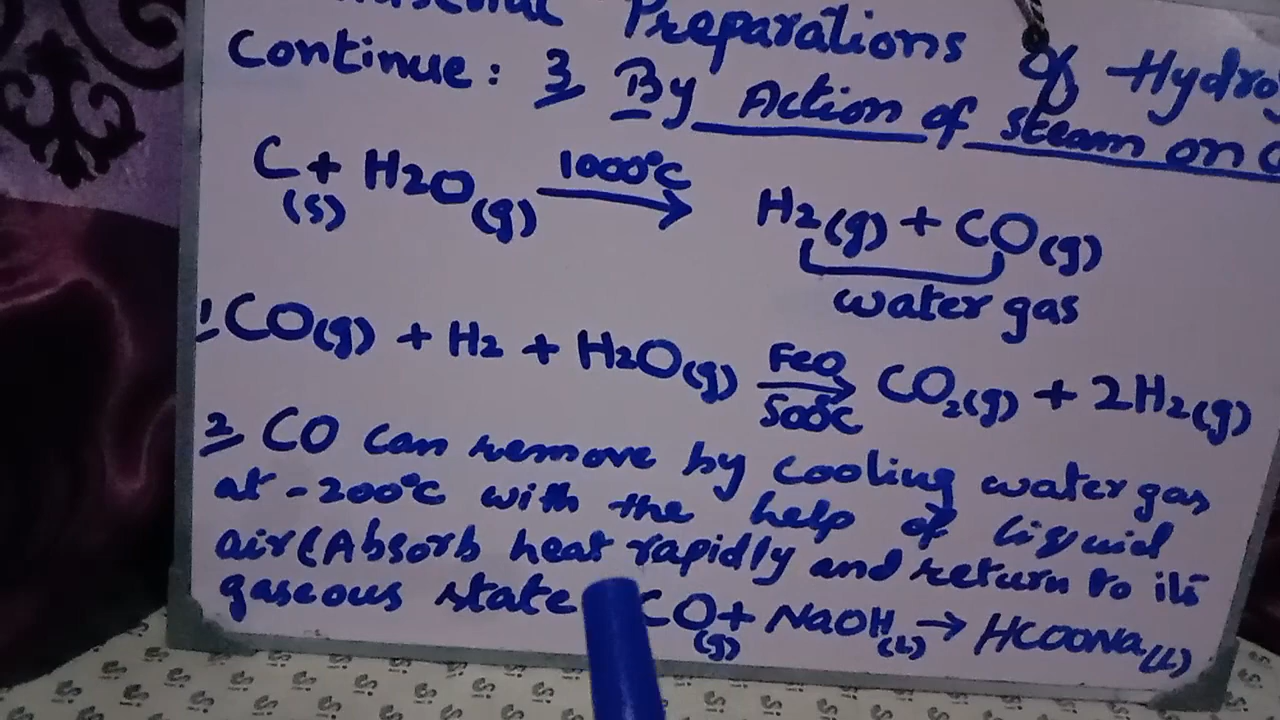 Preparations of Hydro
Continue: 3 By Action of steam on
C(s) + H2O(g) 1000°C → H2(g) + CO(g)
water gas
1 CO(g) + H2 + H2O(g) FeO 500°C → CO2(g) + 2H2(g)
2 CO can remove by cooling water gas
at -200°C with the help of liquid
air (Absorb heat rapidly and return to its
gaseous state CO(g) + NaOH(l) → HCOONa(l)